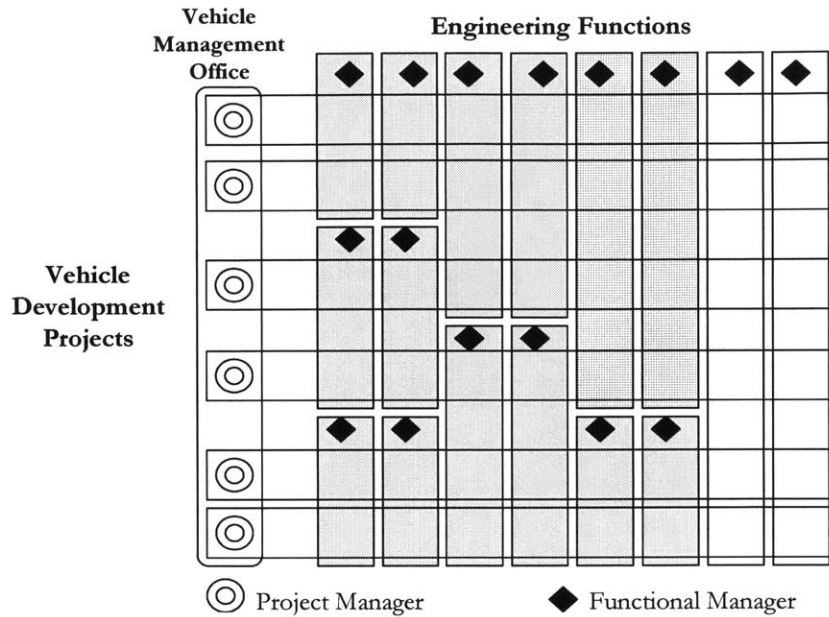 Vehicle
Management
Office
Engineering Functions
Vehicle
Development
Projects
Project Manager
Functional Manager